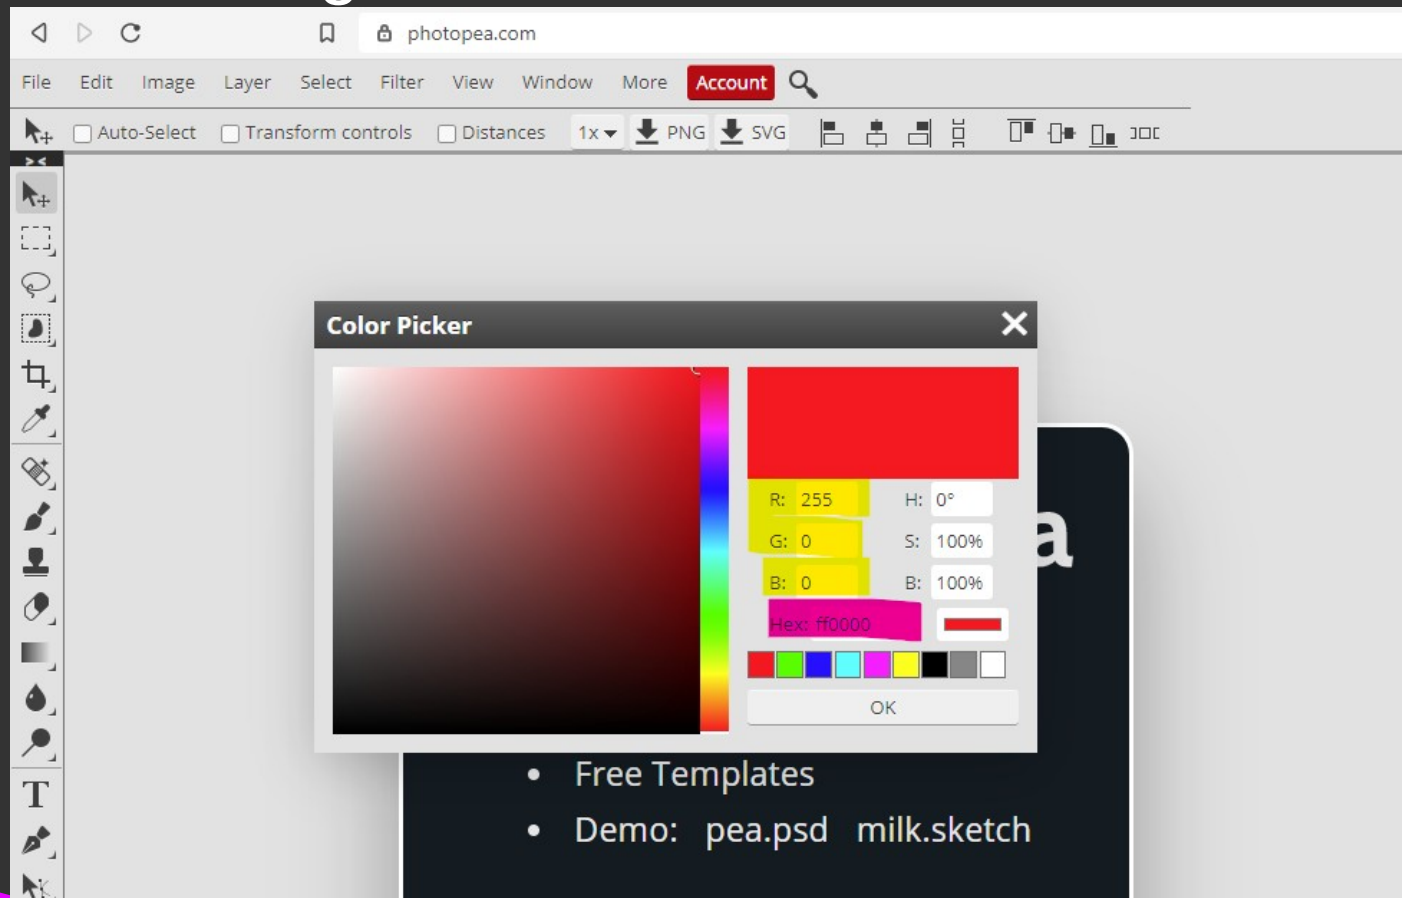 photopea.com
File Edit Image Layer Select Filter View Window More Account
Auto-Select Transform controls Distances 1x PNG SVG
Color Picker
R: 255 H: 0°
G: 0 S: 100%
B: 0 B: 100%
Hex: ff0000
OK
a
• Free Templates
• Demo: pea.psd milk.sketch